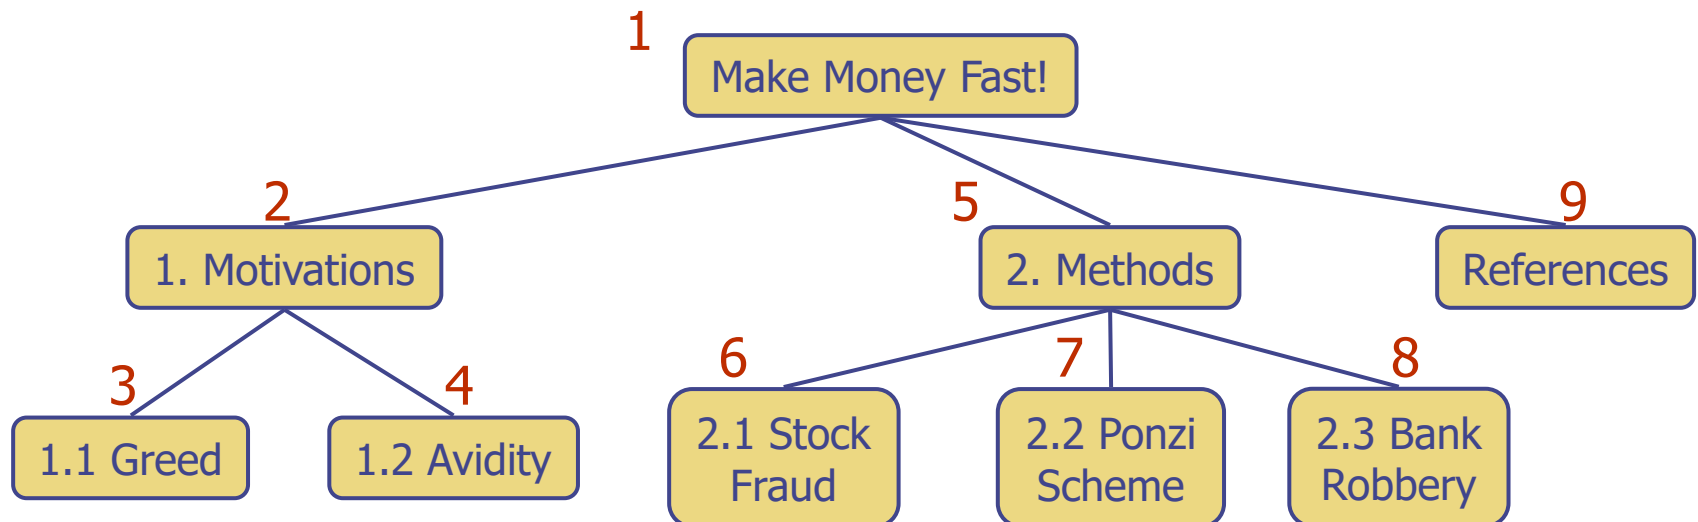 1
Make Money Fast!
2
5
9
1. Motivations
2. Methods
References
3
4
6
7
8
1.1 Greed
1.2 Avidity
2.1 Stock
Fraud
2.2 Ponzi
Scheme
2.3 Bank
Robbery